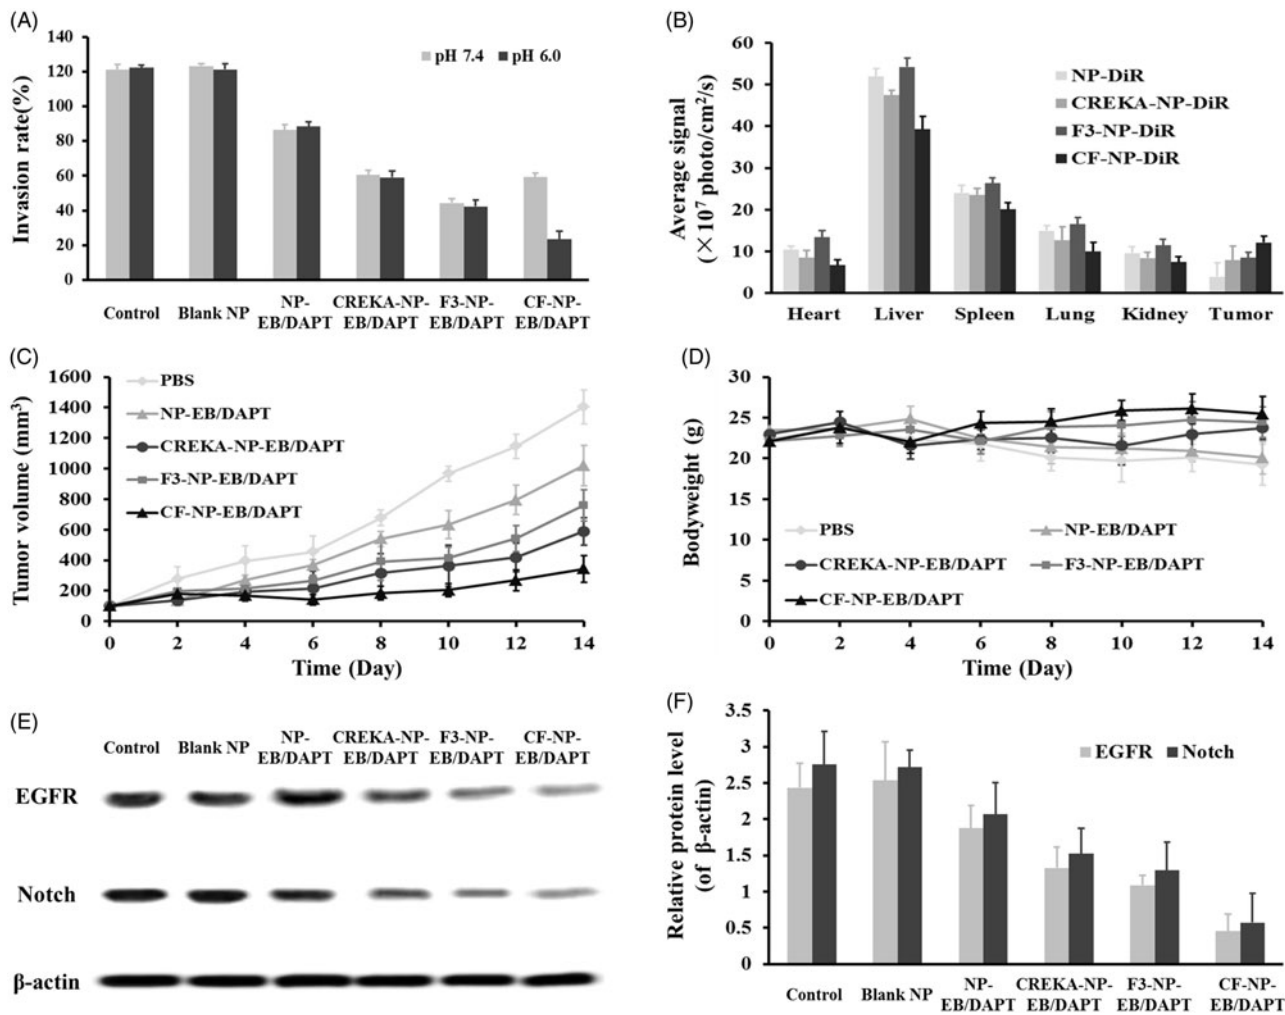 (A)
Invasion rate(%)
140
120
100
80
60
40
20
0
pH 7.4 pH 6.0
Control Blank NP NP-EB/DAPT CREKA-NP-EB/DAPT F3-NP-EB/DAPT CF-NP-EB/DAPT
(B)
Average signal
(×10⁷ photo/cm²/s)
60
50
40
30
20
10
0
NP-DiR
CREKA-NP-DiR
F3-NP-DiR
CF-NP-DiR
Heart Liver Spleen Lung Kidney Tumor
(C)
Tumor volume (mm³)
1600
1400
1200
1000
800
600
400
200
0
PBS
NP-EB/DAPT
CREKA-NP-EB/DAPT
F3-NP-EB/DAPT
CF-NP-EB/DAPT
0 2 4 6 8 10 12 14
Time (Day)
(D)
Bodyweight (g)
30
25
20
15
10
5
0
PBS NP-EB/DAPT
CREKA-NP-EB/DAPT F3-NP-EB/DAPT
CF-NP-EB/DAPT
0 2 4 6 8 10 12 14
Time (Day)
(E)
Control Blank NP NP-EB/DAPT CREKA-NP-EB/DAPT F3-NP-EB/DAPT CF-NP-EB/DAPT
EGFR
Notch
β-actin
(F)
Relative protein level
(of β-actin)
3.5
3
2.5
2
1.5
1
0.5
0
EGFR Notch
Control Blank NP NP-EB/DAPT CREKA-NP-EB/DAPT F3-NP-EB/DAPT CF-NP-EB/DAPT